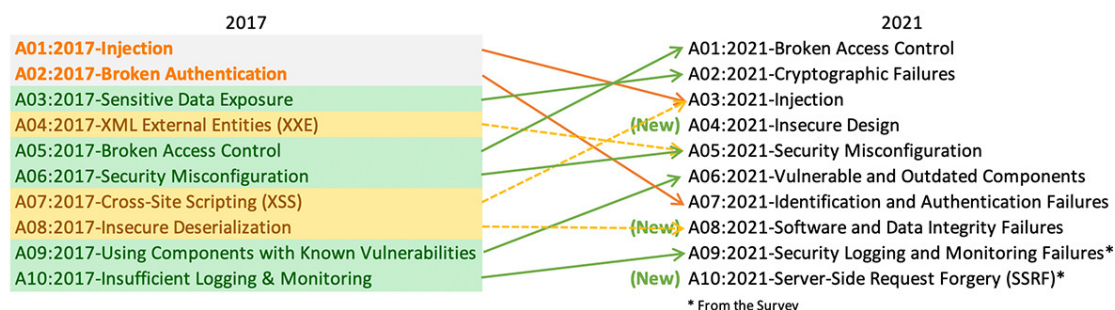 2017
A01:2017-Injection
A02:2017-Broken Authentication
A03:2017-Sensitive Data Exposure
A04:2017-XML External Entities (XXE)
A05:2017-Broken Access Control
A06:2017-Security Misconfiguration
A07:2017-Cross-Site Scripting (XSS)
A08:2017-Insecure Deserialization
A09:2017-Using Components with Known Vulnerabilities
A10:2017-Insufficient Logging & Monitoring
2021
A01:2021-Broken Access Control
A02:2021-Cryptographic Failures
A03:2021-Injection
(New) A04:2021-Insecure Design
A05:2021-Security Misconfiguration
A06:2021-Vulnerable and Outdated Components
A07:2021-Identification and Authentication Failures
(New) A08:2021-Software and Data Integrity Failures
A09:2021-Security Logging and Monitoring Failures*
(New) A10:2021-Server-Side Request Forgery (SSRF)*
* From the Survey